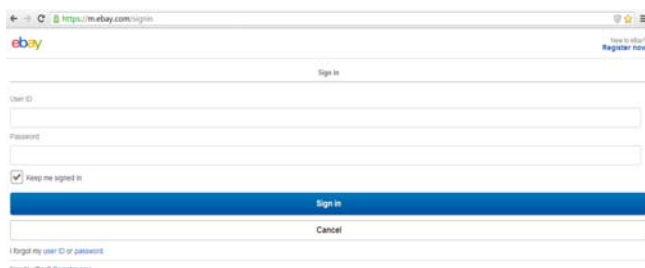 https://m.ebay.com/signin
ebay
New to eBay?
Register now
Sign in
User ID
Password
Keep me signed in
Sign in
Cancel
I forgot my user ID or password.